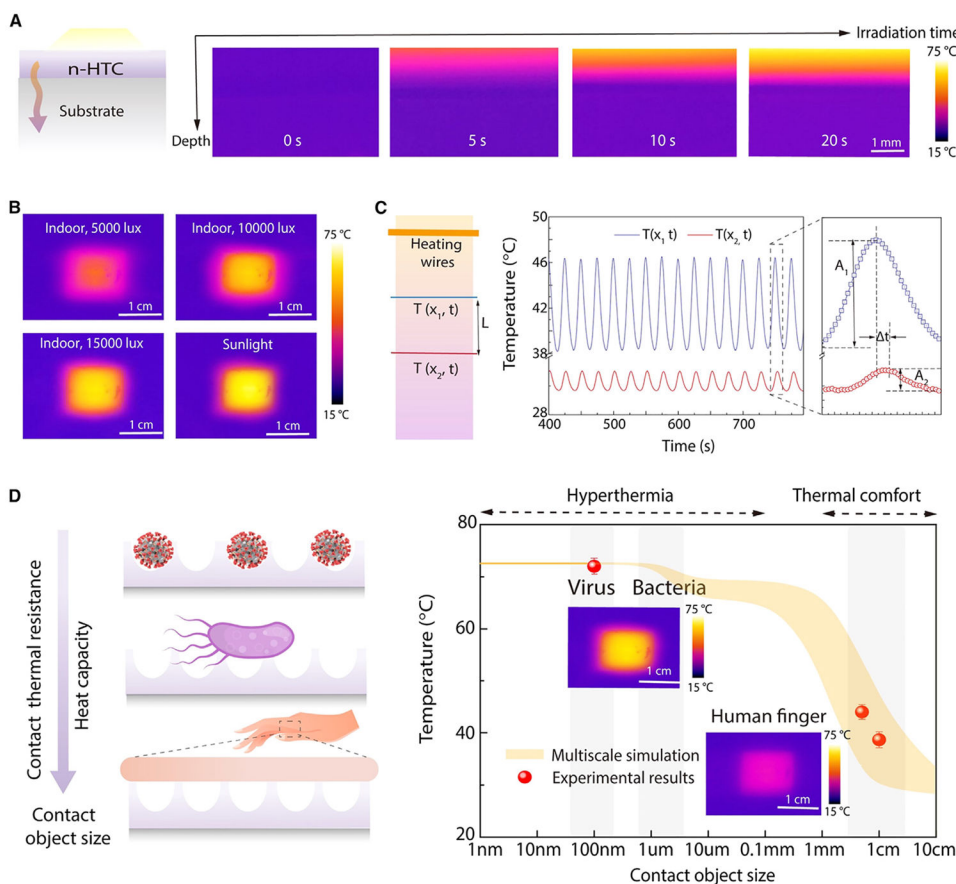 A
n-HTC
Substrate
Irradiation time
Depth
0 s
5 s
10 s
20 s
1 mm
75 °C
15 °C
B
Indoor, 5000 lux
1 cm
Indoor, 10000 lux
1 cm
Indoor, 15000 lux
1 cm
Sunlight
1 cm
75 °C
15 °C
C
Heating
wires
T (x₁, t)
L
T (x₂, t)
Temperature (°C)
50
46
42
38
28
T(x₁ t)
T(x₂, t)
400
500
600
700
Time (s)
A₁
Δt
A₂
D
Contact thermal resistance
Heat capacity
Contact
object size
Hyperthermia
Thermal comfort
Temperature (°C)
80
60
40
20
Virus
Bacteria
75 °C
15 °C
1 cm
Human finger
75 °C
15 °C
1 cm
Multiscale simulation
Experimental results
1nm
10nm
100nm
1um
10um
0.1mm
1mm
1cm
10cm
Contact object size